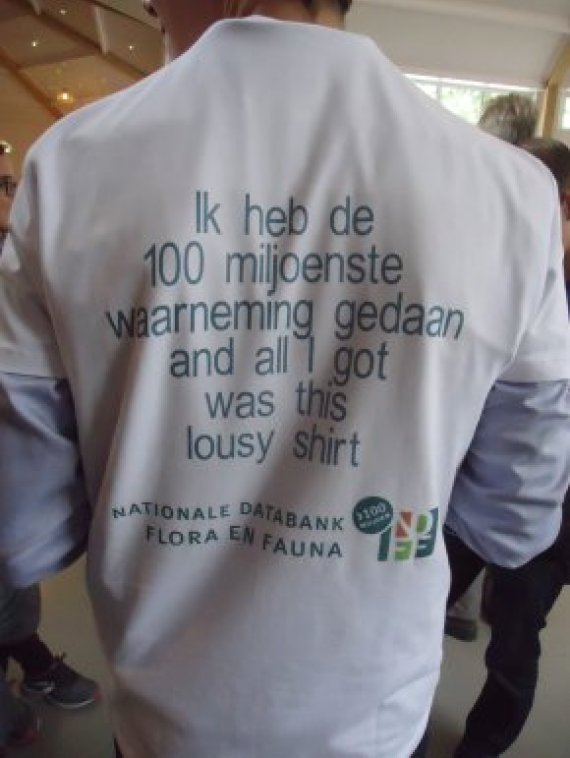 Ik heb de
100 miljoenste
waarneming gedaan
and all I got
was this
lousy shirt
NATIONALE DATABANK
FLORA EN FAUNA